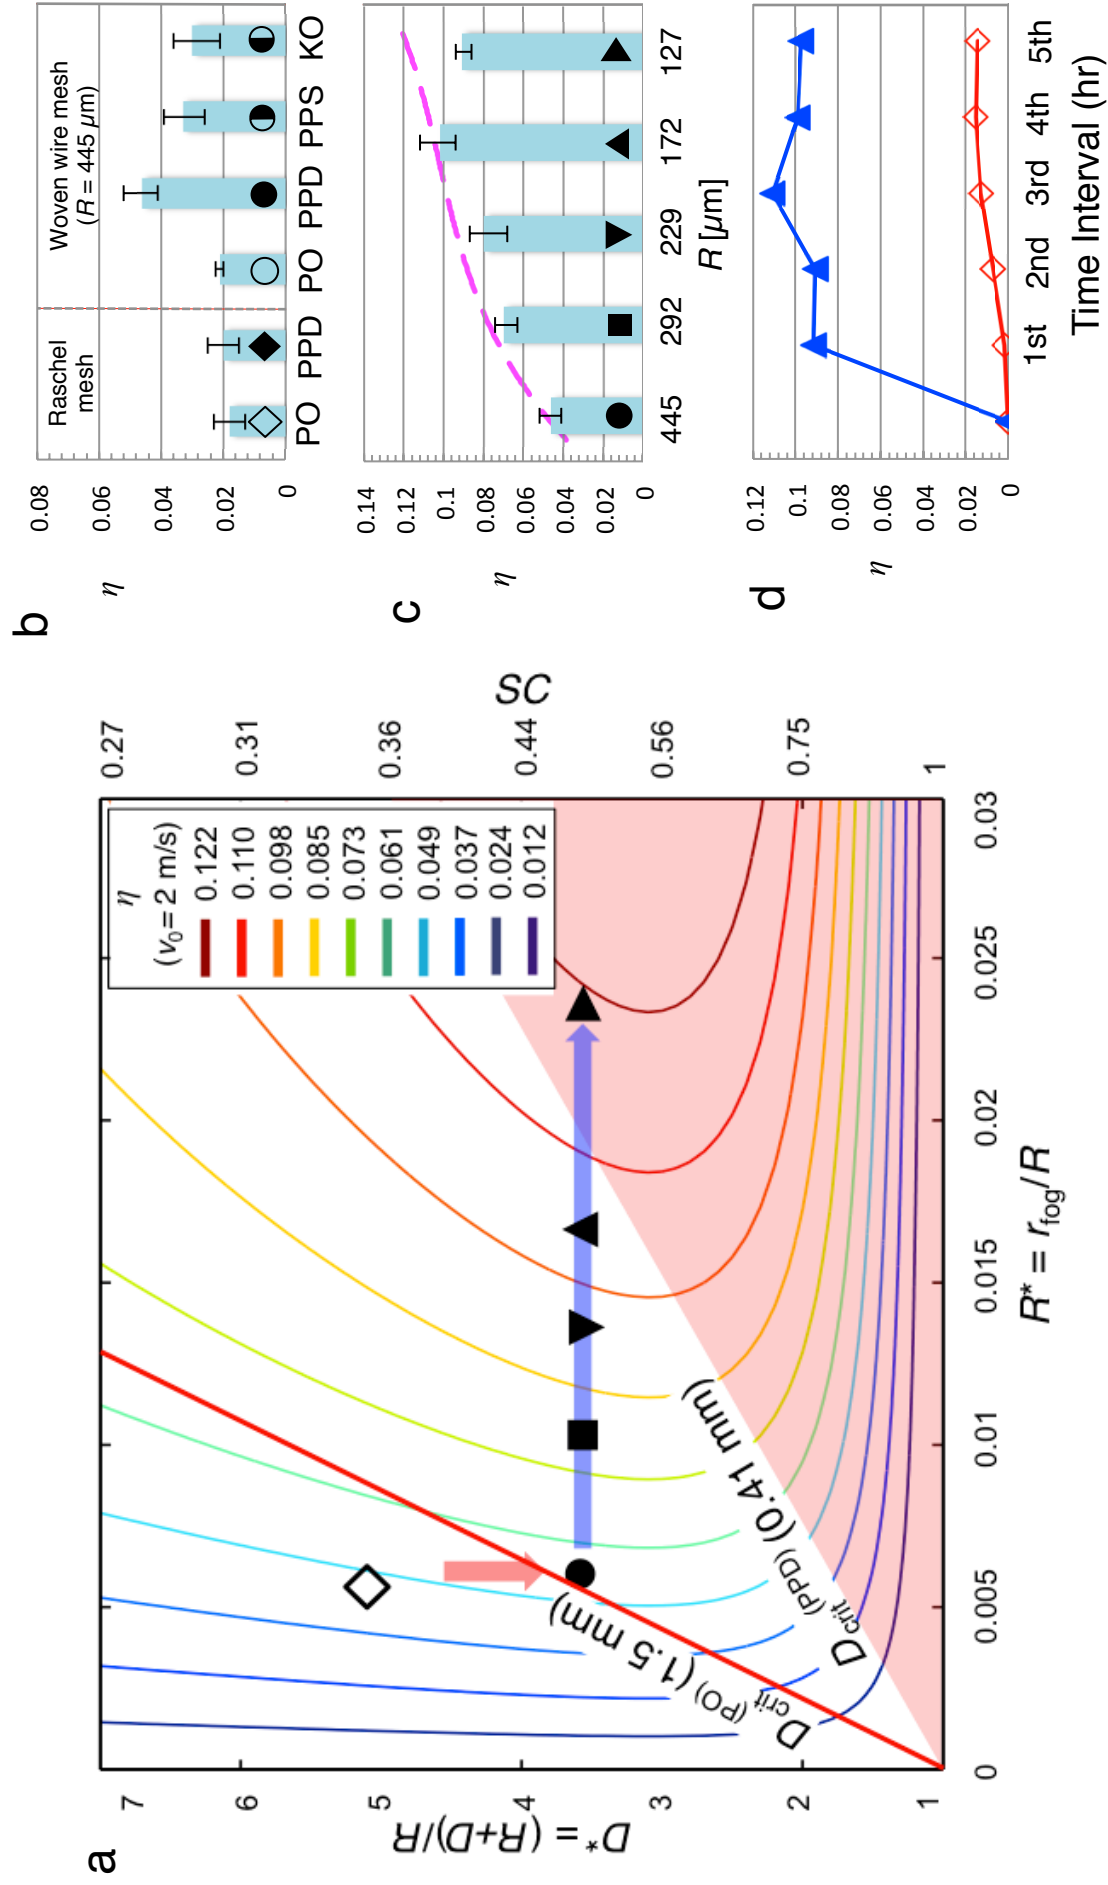 a
D* = (R+D)/R
7
6
5
4
3
2
1
0
0.005
0.01
0.015
0.02
0.025
0.03
R* = r_fog/R
SC
0.27
0.31
0.36
0.44
0.56
0.75
1
η
(v₀= 2 m/s)
0.122
0.110
0.098
0.085
0.073
0.061
0.049
0.037
0.024
0.012
D_crit^(PO) (1.5 mm)
D_crit^(PPD) (0.41 mm)
b
η
0.08
0.06
0.04
0.02
0
Raschel
mesh
Woven wire mesh
(R = 445 μm)
PO PPD PO PPD PPS KO
c
η
0.14
0.12
0.1
0.08
0.06
0.04
0.02
0
445 292 229 172 127
R [μm]
d
η
0.12
0.1
0.08
0.06
0.04
0.02
0
1st 2nd 3rd 4th 5th
Time Interval (hr)